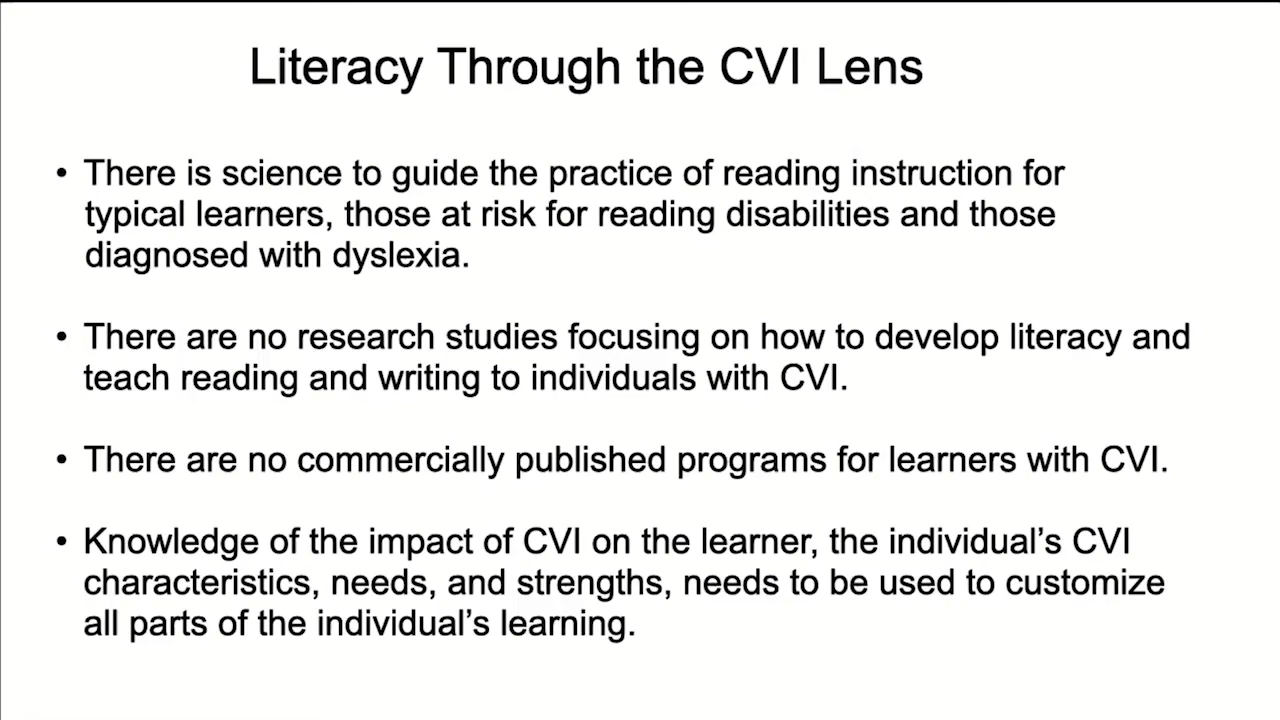 Literacy Through the CVI Lens
• There is science to guide the practice of reading instruction for
typical learners, those at risk for reading disabilities and those
diagnosed with dyslexia.
• There are no research studies focusing on how to develop literacy and
teach reading and writing to individuals with CVI.
• There are no commercially published programs for learners with CVI.
• Knowledge of the impact of CVI on the learner, the individual’s CVI
characteristics, needs, and strengths, needs to be used to customize
all parts of the individual’s learning.